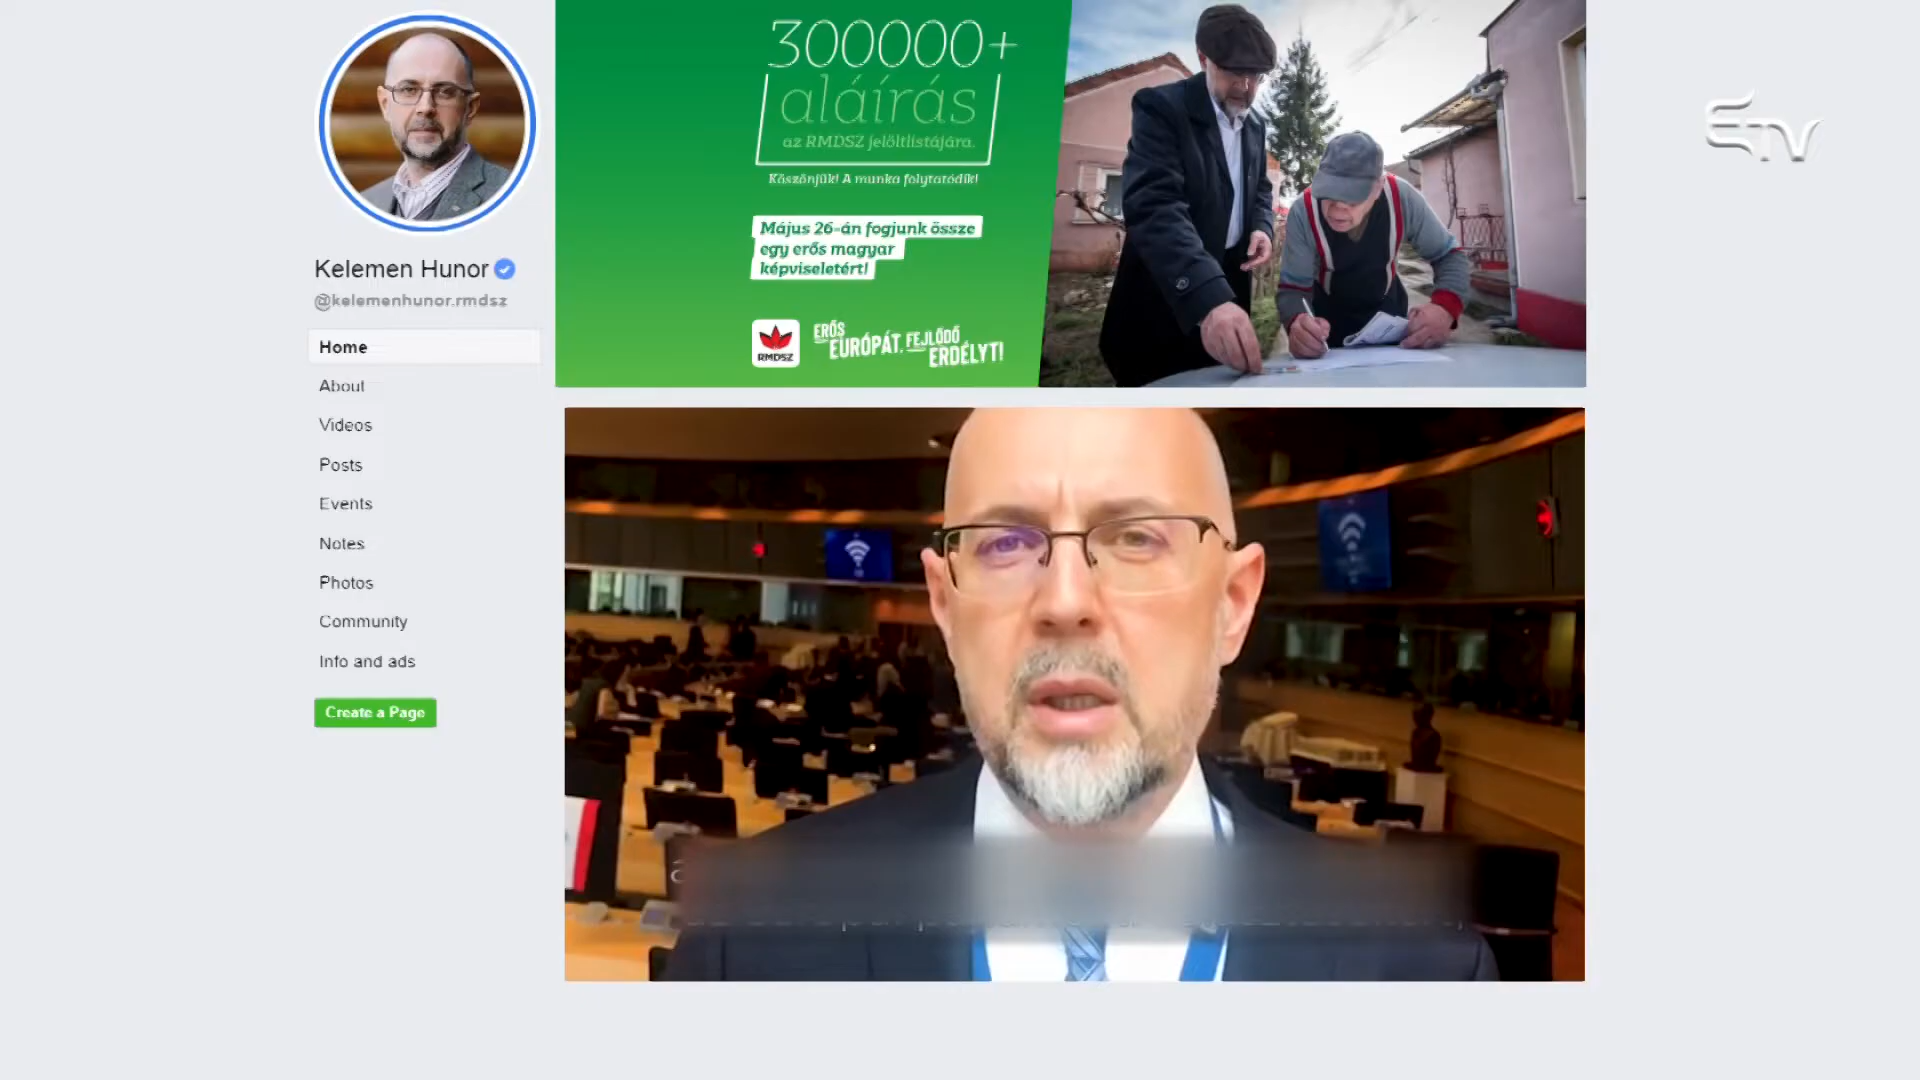 Kelemen Hunor
@kelemenhunor.rmdsz
Home
About
Videos
Posts
Events
Notes
Photos
Community
Info and ads
Create a Page
300000+
aláírás
az RMDSZ jelöltlistájára.
Köszönjük! A munka folytatódik!
Május 26-án fogjunk össze
egy erős magyar
képviseletért!
RMDSZ
ERŐS
EURÓPÁT, FEJLŐDŐ
ERDÉLYT!
ETV